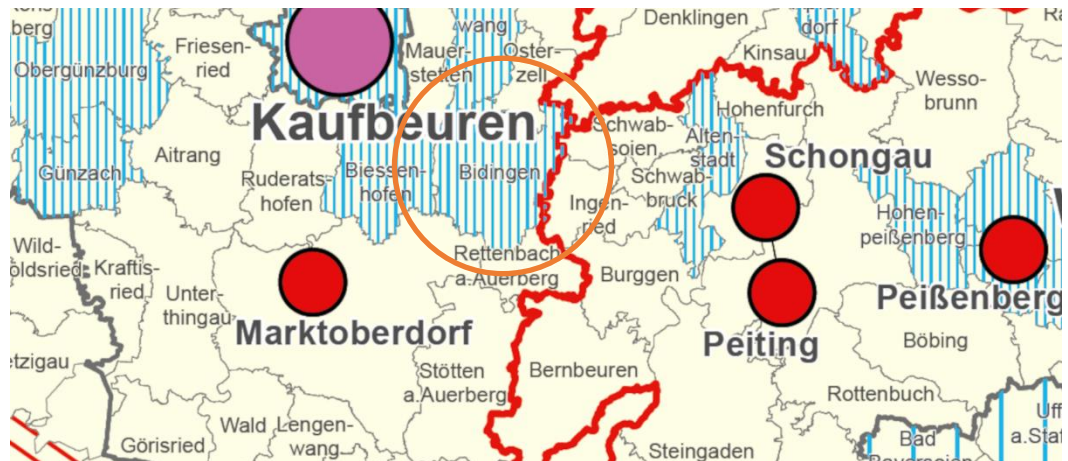 berg
wang
Denklingen
dorf
Friesen-
ried
Mauer-
stetten
Oster-
zell
Kinsau
Obergünzburg
Wesso-
brunn
Kaufbeuren
Hohenfurch
Schwab-
soien
Alten-
stadt
Aitrang
Schongau
Günzach
Ruderats-
hofen
Biessen-
hofen
Bidingen
Schwab-
bruck
Ingen-
ried
Hohen-
peißenberg
Wild-
oldsried
Kraftis-
ried
Rettenbach
a.Auerberg
Burggen
Unter-
thingau
Peißenberg
Marktoberdorf
Peiting
Böbing
etzigau
Stötten
a.Auerberg
Bernbeuren
Rottenbuch
Wald
Lengen-
wang
Görisried
Uff
a.Staf
Bad
Steingaden